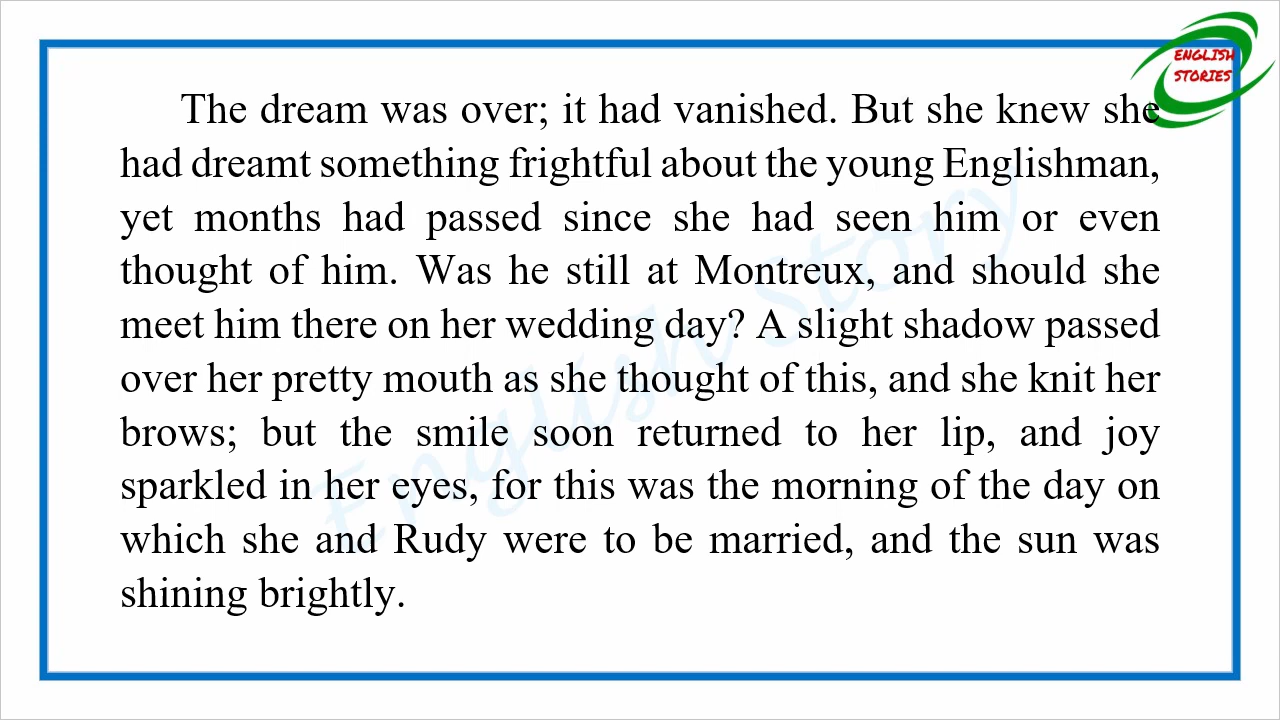 ENGLISH
STORIES
The dream was over; it had vanished. But she knew she
had dreamt something frightful about the young Englishman,
yet months had passed since she had seen him or even
thought of him. Was he still at Montreux, and should she
meet him there on her wedding day? A slight shadow passed
over her pretty mouth as she thought of this, and she knit her
brows; but the smile soon returned to her lip, and joy
sparkled in her eyes, for this was the morning of the day on
which she and Rudy were to be married, and the sun was
shining brightly.
English Story